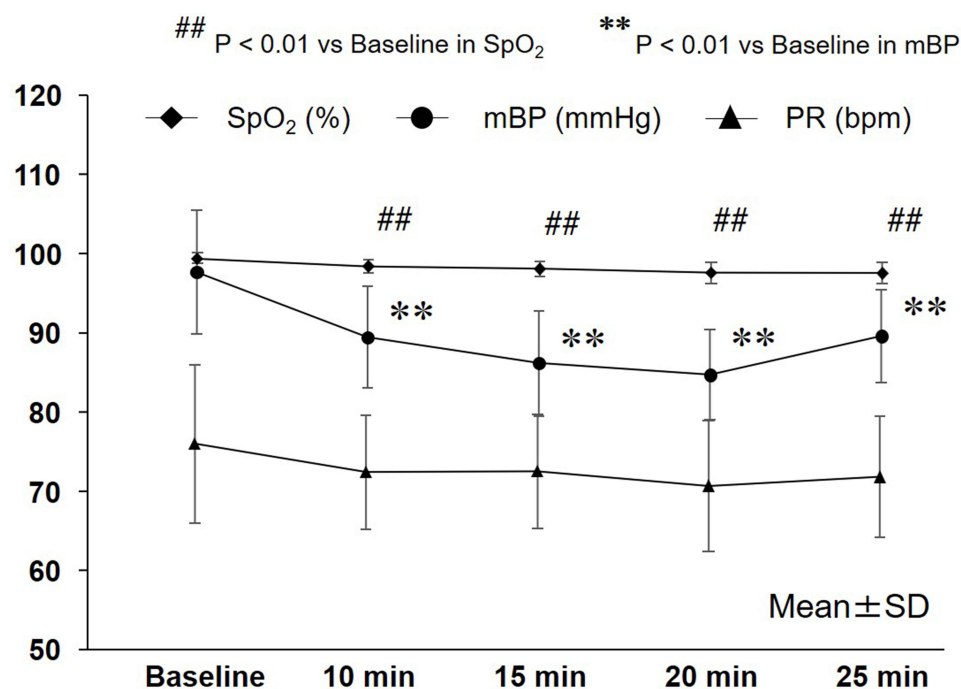 ## P < 0.01 vs Baseline in SpO₂ ** P < 0.01 vs Baseline in mBP
120
SpO₂ (%) mBP (mmHg) PR (bpm)
110
## ## ## ##
100
** ** ** **
90
80
70
60
Mean±SD
50
Baseline 10 min 15 min 20 min 25 min